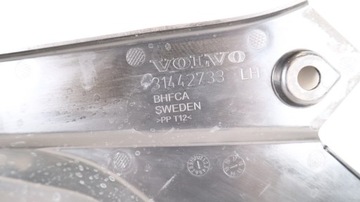 VOLVO
31442733 LH
BHFCA
SWEDEN
>PP T12<